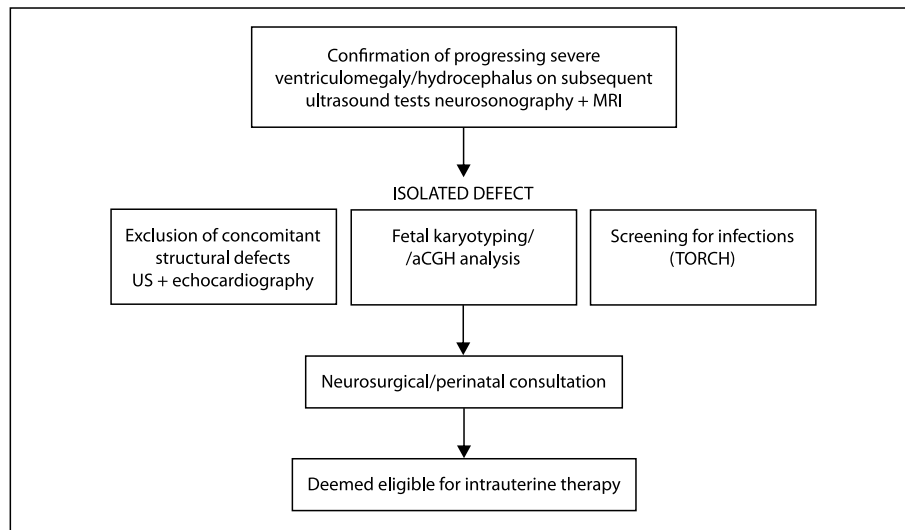 Confirmation of progressing severe
ventriculomegaly/hydrocephalus on subsequent
ultrasound tests neurosonography + MRI
ISOLATED DEFECT
Exclusion of concomitant
structural defects
US + echocardiography
Fetal karyotyping/
/aCGH analysis
Screening for infections
(TORCH)
Neurosurgical/perinatal consultation
Deemed eligible for intrauterine therapy